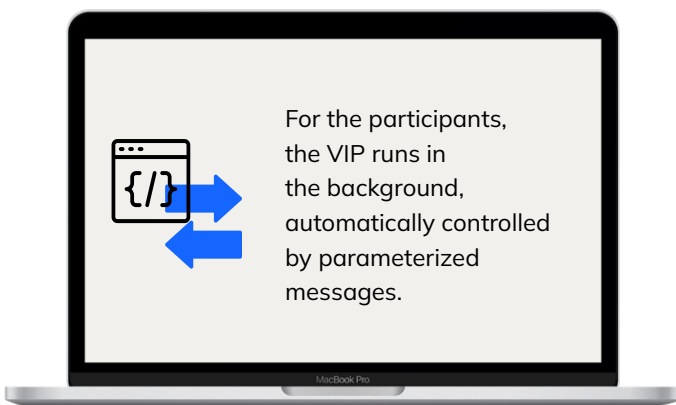 {/}
For the participants,
the VIP runs in
the background,
automatically controlled
by parameterized
messages.
MacBook Pro